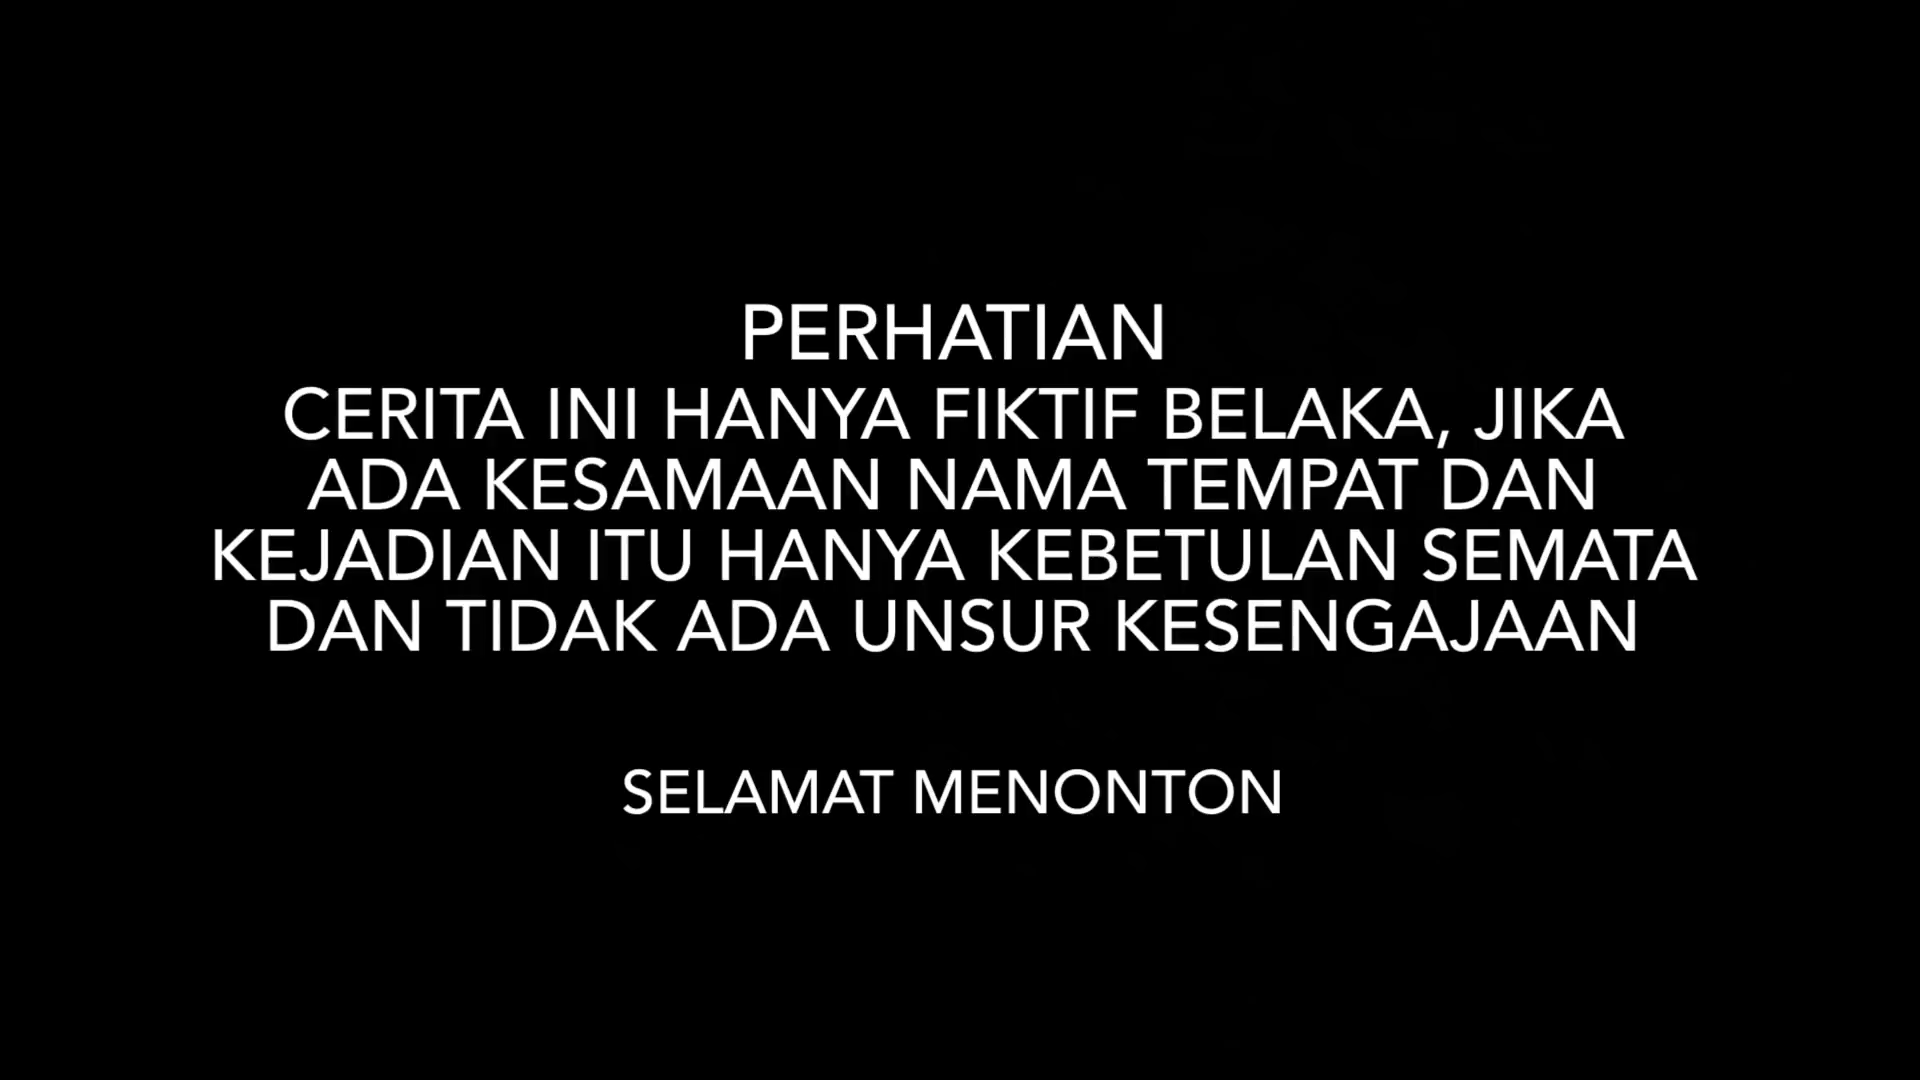 PERHATIAN
CERITA INI HANYA FIKTIF BELAKA, JIKA
ADA KESAMAAN NAMA TEMPAT DAN
KEJADIAN ITU HANYA KEBETULAN SEMATA
DAN TIDAK ADA UNSUR KESENGAJAAN
SELAMAT MENONTON